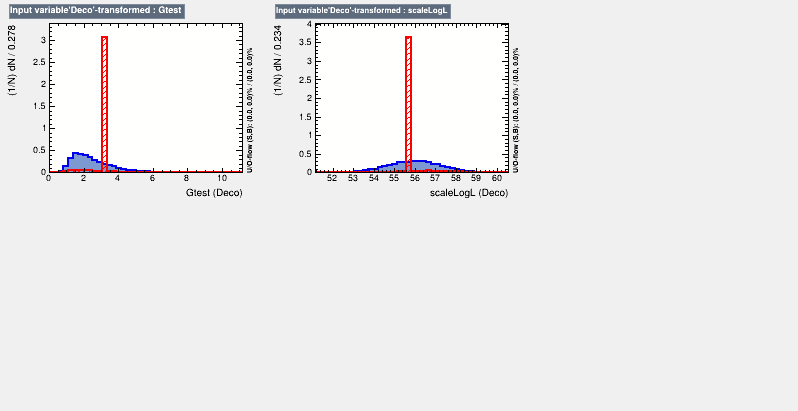 Input variable'Deco'-transformed : Gtest
(1/N) dN / 0.278
3
2.5
2
1.5
1
0.5
0
0 2 4 6 8 10
Gtest (Deco)
U/O-flow (S,B): (0.0, 0.0)% / (0.0, 0.0)%
Input variable'Deco'-transformed : scaleLogL
(1/N) dN / 0.234
4
3.5
3
2.5
2
1.5
1
0.5
0
52 53 54 55 56 57 58 59 60
scaleLogL (Deco)
U/O-flow (S,B): (0.0, 0.0)% / (0.0, 0.0)%